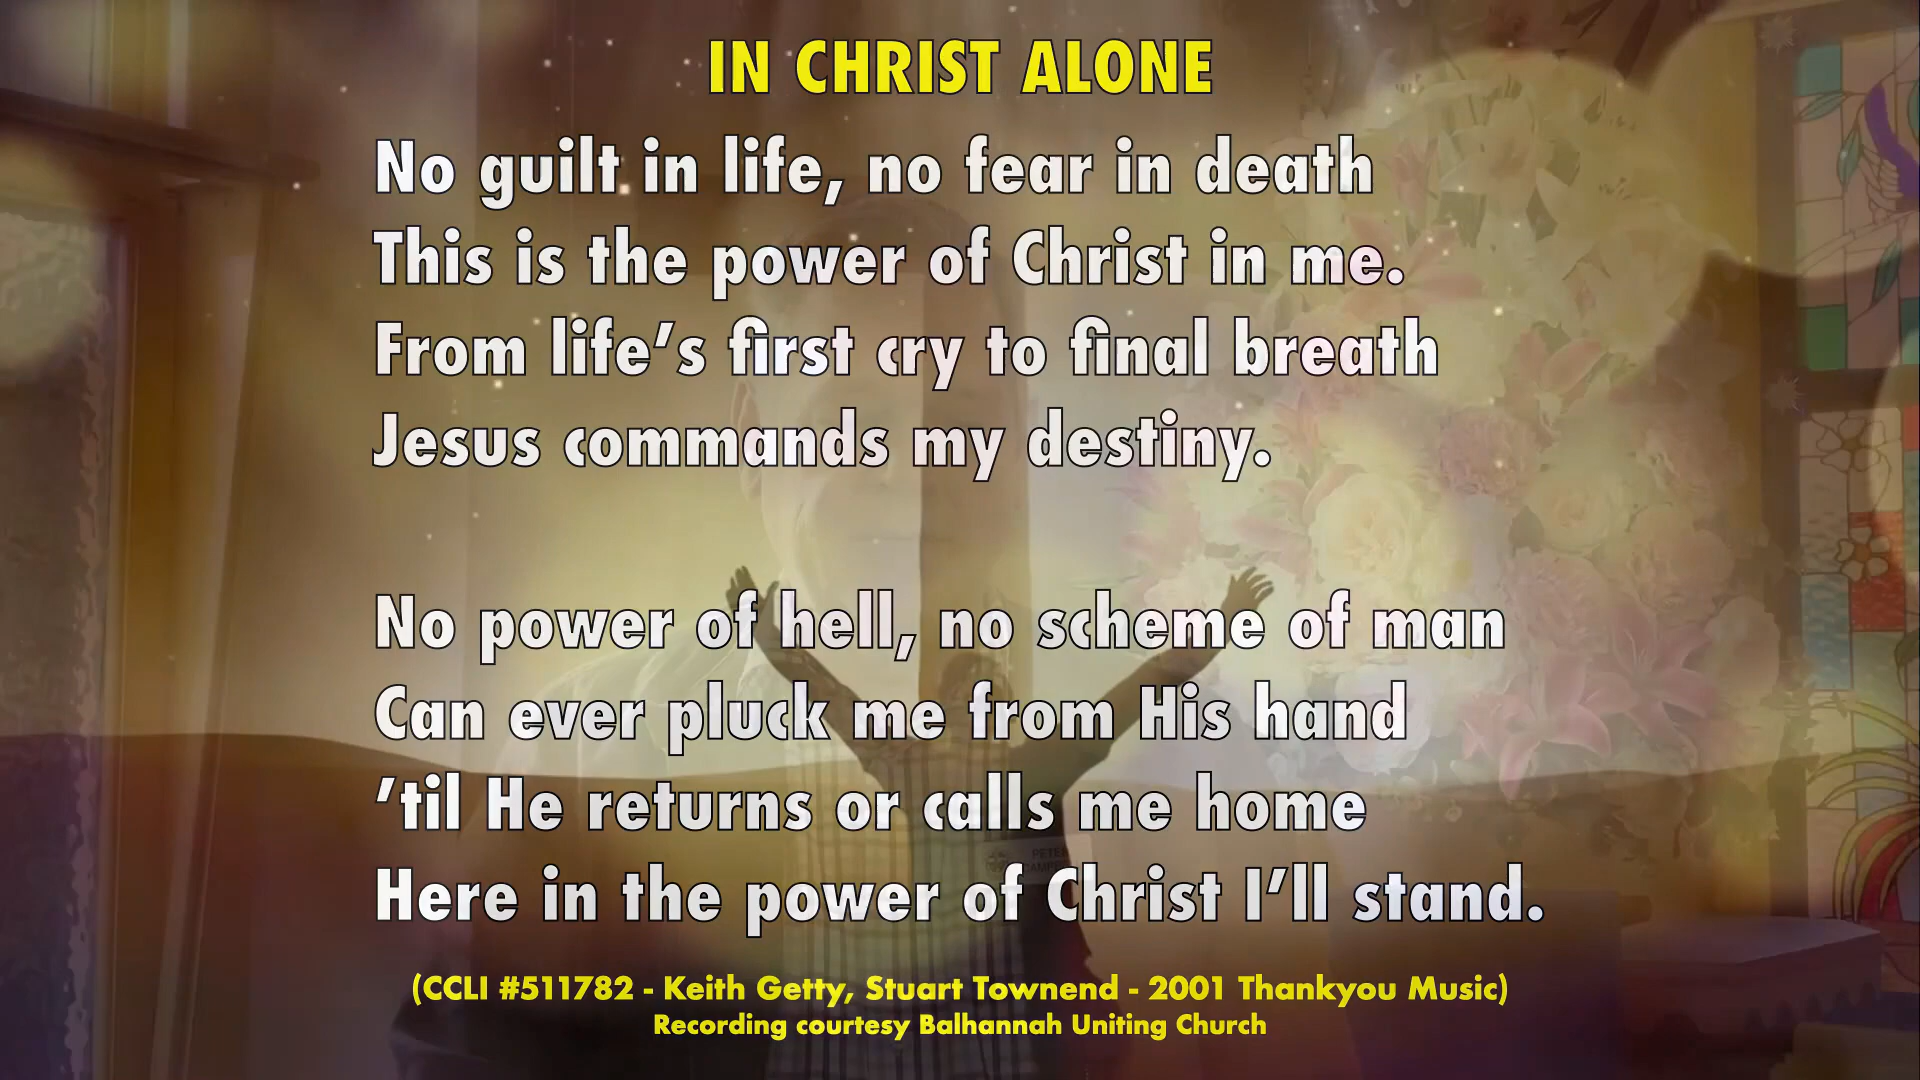 IN CHRIST ALONE
No guilt in life, no fear in death
This is the power of Christ in me.
From life’s first cry to final breath
Jesus commands my destiny.
No power of hell, no scheme of man
Can ever pluck me from His hand
’til He returns or calls me home
Here in the power of Christ I’ll stand.
(CCLI #511782 - Keith Getty, Stuart Townend - 2001 Thankyou Music)
Recording courtesy Balhannah Uniting Church